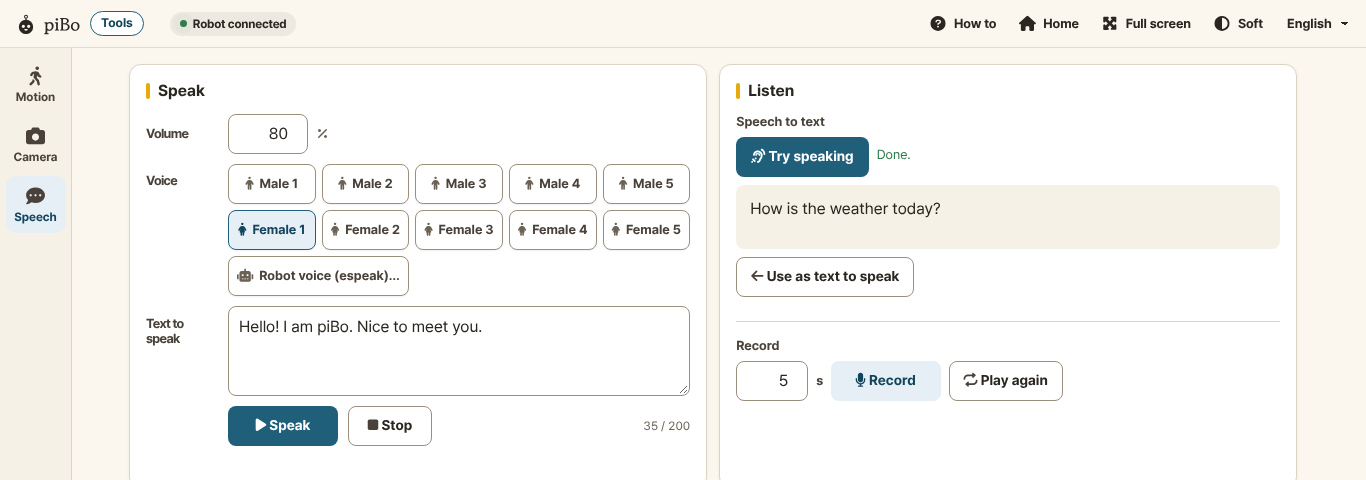 piBo
Tools
Robot connected
How to
Home
Full screen
Soft
English
Motion
Camera
Speech
Speak
Volume
80
%
Voice
Male 1
Male 2
Male 3
Male 4
Male 5
Female 1
Female 2
Female 3
Female 4
Female 5
Robot voice (espeak)...
Text to
speak
Hello! I am piBo. Nice to meet you.
Speak
Stop
35 / 200
Listen
Speech to text
Try speaking
Done.
How is the weather today?
Use as text to speak
Record
5
s
Record
Play again